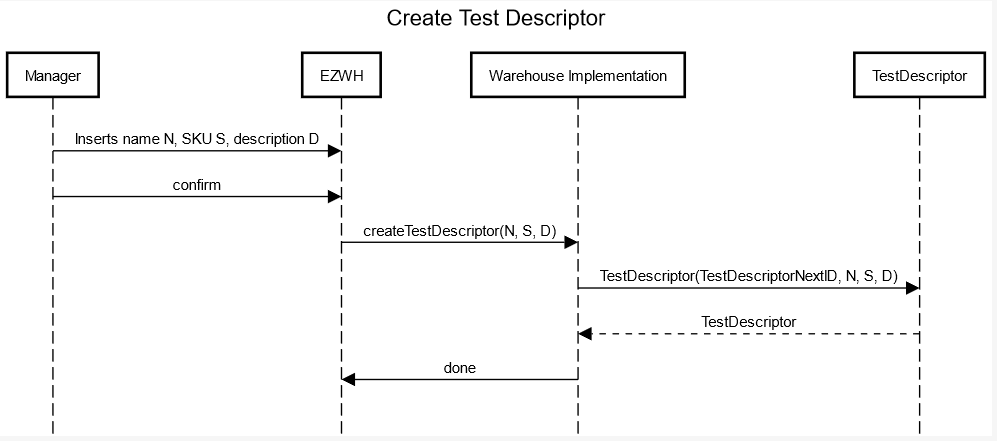 Create Test Descriptor
Manager
EZWH
Warehouse Implementation
TestDescriptor
Inserts name N, SKU S, description D
confirm
createTestDescriptor(N, S, D)
TestDescriptor(TestDescriptorNextID, N, S, D)
TestDescriptor
done